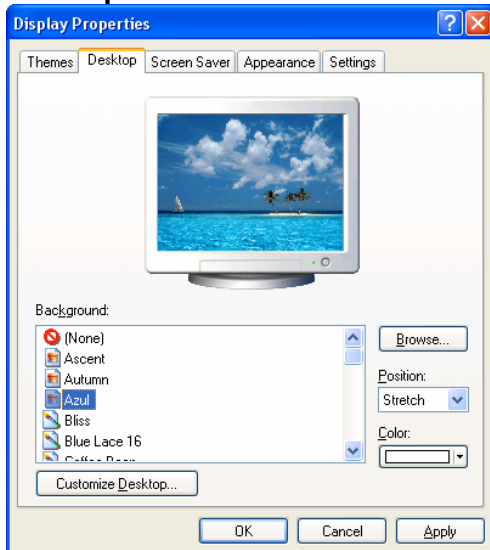 Display Properties
Themes Desktop Screen Saver Appearance Settings
Background:
(None)
Ascent
Autumn
Azul
Bliss
Blue Lace 16
Browse...
Position:
Stretch
Color:
Customize Desktop...
OK Cancel Apply